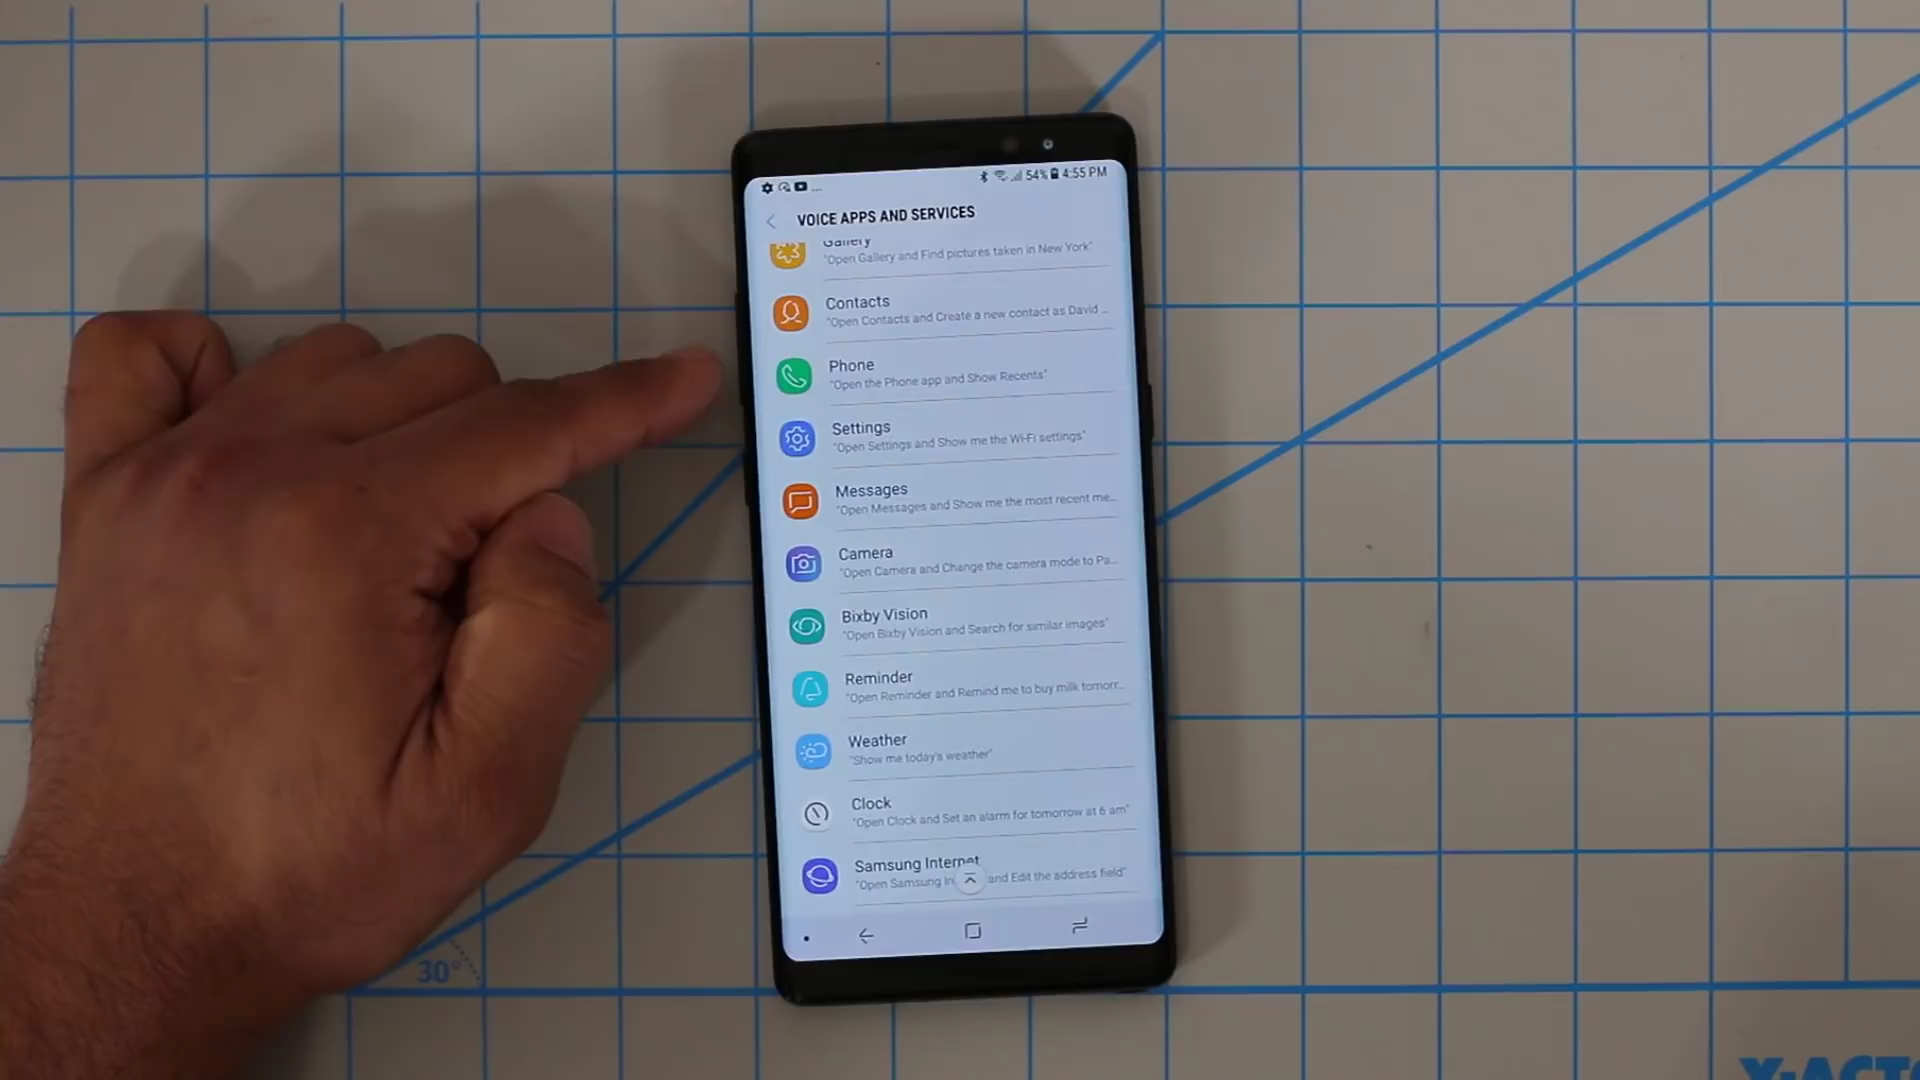 ... 54% 4:55 PM
VOICE APPS AND SERVICES
Gallery
"Open Gallery and Find pictures taken in New York"
Contacts
"Open Contacts and Create a new contact as David ...
Phone
"Open the Phone app and Show Recents"
Settings
"Open Settings and Show me the Wi-Fi settings"
Messages
"Open Messages and Show me the most recent me...
Camera
"Open Camera and Change the camera mode to Pa...
Bixby Vision
"Open Bixby Vision and Search for similar images"
Reminder
"Open Reminder and Remind me to buy milk tomorr...
Weather
"Show me today's weather"
Clock
"Open Clock and Set an alarm for tomorrow at 6 am"
Samsung Internet
"Open Samsung In and Edit the address field"
30°
X-ACTO